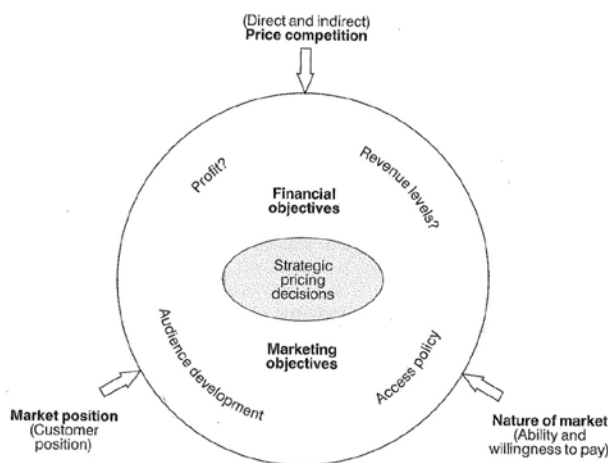 (Direct and indirect)
Price competition
Profit?
Revenue levels?
Financial
objectives
Strategic
pricing
decisions
Marketing
objectives
Audience development
Access policy
Market position
(Customer
position)
Nature of market
(Ability and
willingness to pay)